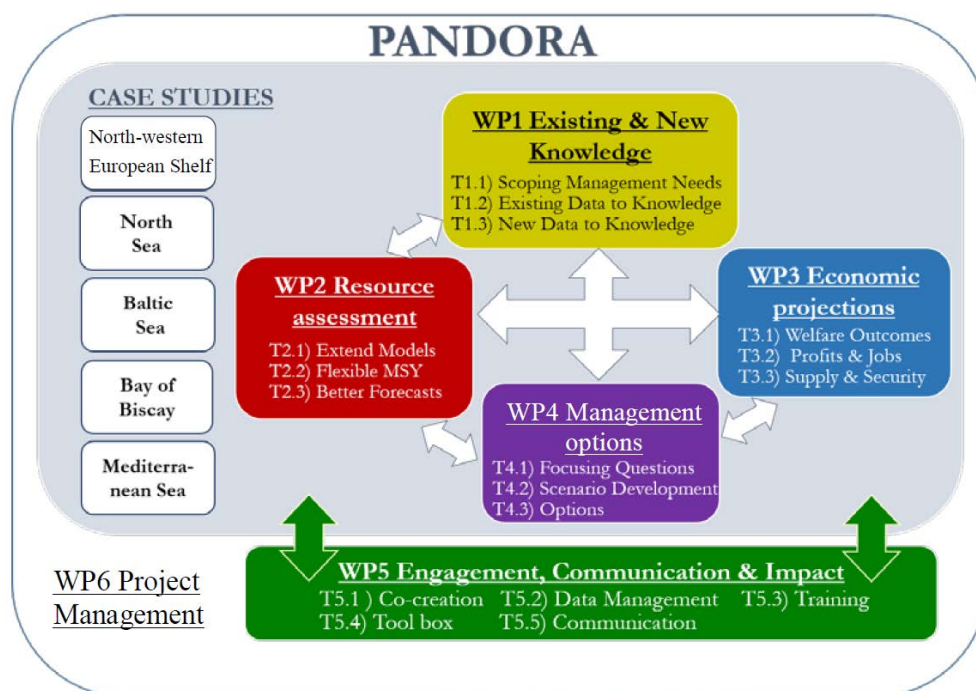 PANDORA
CASE STUDIES
North-western
European Shelf
North
Sea
Baltic
Sea
Bay of
Biscay
Mediterra-
nean Sea
WP1 Existing & New
Knowledge
T1.1) Scoping Management Needs
T1.2) Existing Data to Knowledge
T1.3) New Data to Knowledge
WP2 Resource
assessment
T2.1) Extend Models
T2.2) Flexible MSY
T2.3) Better Forecasts
WP3 Economic
projections
T3.1) Welfare Outcomes
T3.2) Profits & Jobs
T3.3) Supply & Security
WP4 Management
options
T4.1) Focusing Questions
T4.2) Scenario Development
T4.3) Options
WP5 Engagement, Communication & Impact
T5.1 ) Co-creation T5.2) Data Management T5.3) Training
T5.4) Tool box T5.5) Communication
WP6 Project
Management